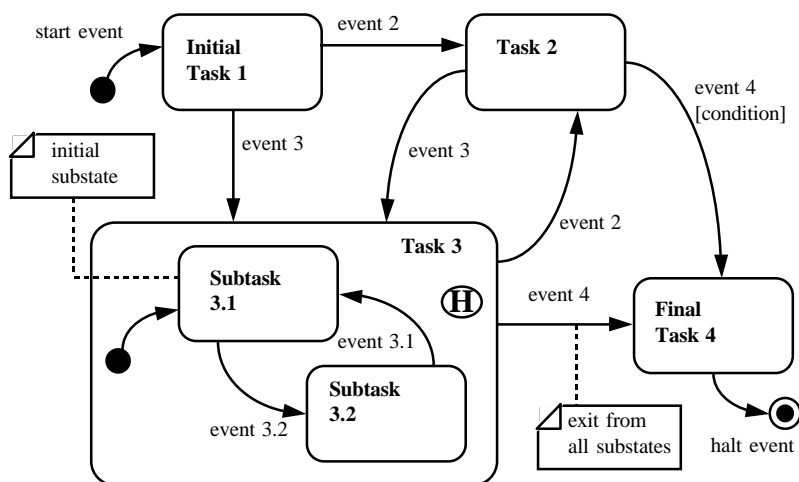 start event
Initial
Task 1
event 2
Task 2
event 4
[condition]
initial
substate
event 3
event 3
event 2
Task 3
Subtask
3.1
H
event 4
Final
Task 4
event 3.1
Subtask
3.2
event 3.2
exit from
all substates
halt event